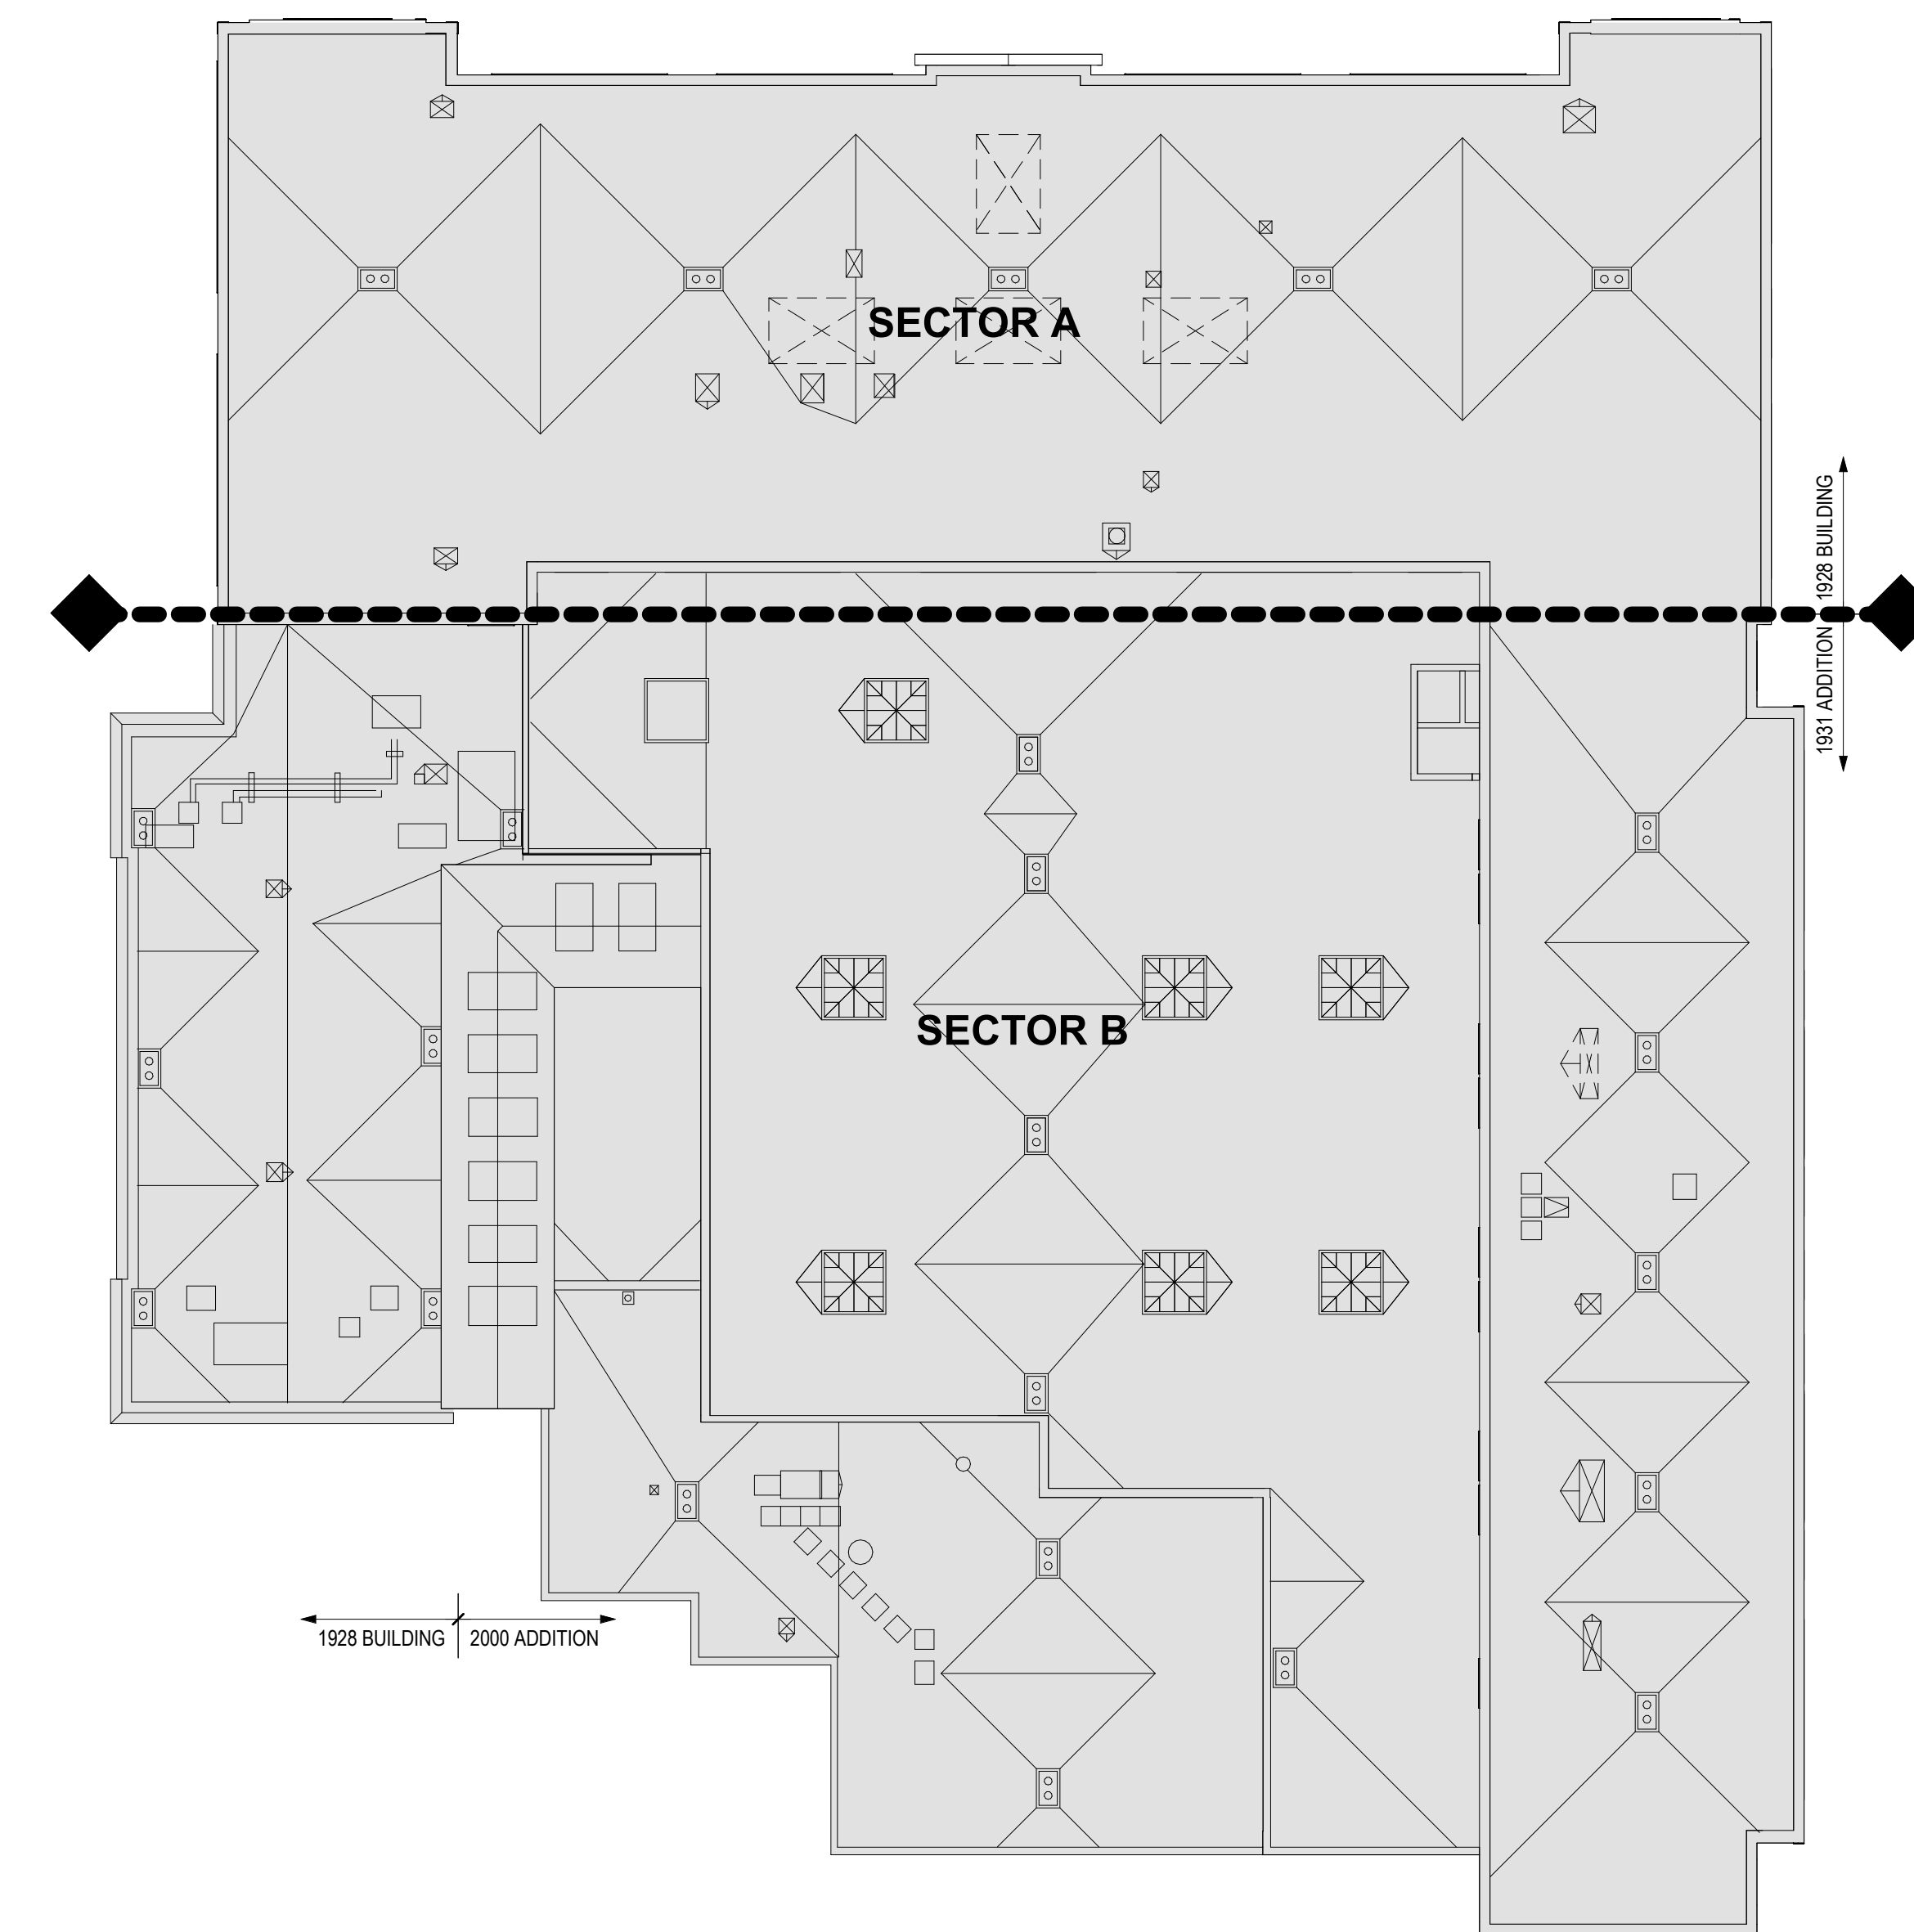 SECTOR A
1931 ADDITION
1928 BUILDING
SECTOR B
1928 BUILDING
2000 ADDITION